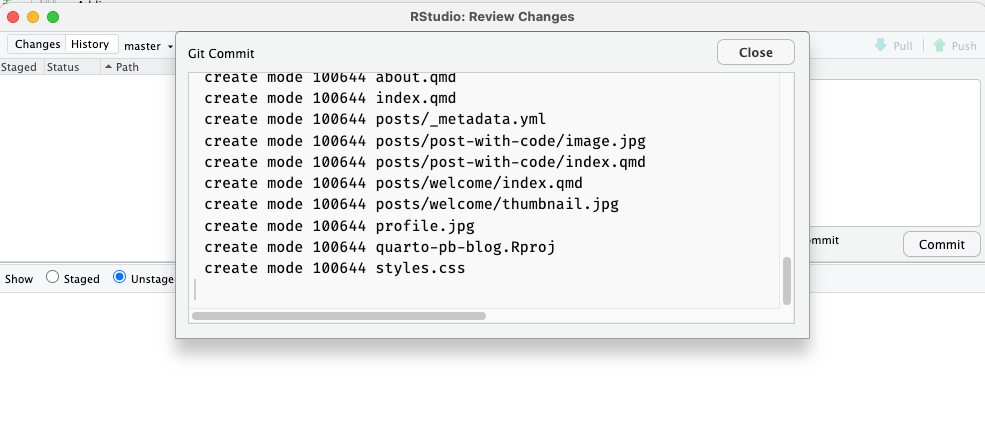 RStudio: Review Changes
Changes History master Pull Push
Staged Status Path
Git Commit Close
create mode 100644 about.qmd
create mode 100644 index.qmd
create mode 100644 posts/_metadata.yml
create mode 100644 posts/post-with-code/image.jpg
create mode 100644 posts/post-with-code/index.qmd
create mode 100644 posts/welcome/index.qmd
create mode 100644 posts/welcome/thumbnail.jpg
create mode 100644 profile.jpg
create mode 100644 quarto-pb-blog.Rproj
create mode 100644 styles.css
mmit Commit
Show Staged Unstage